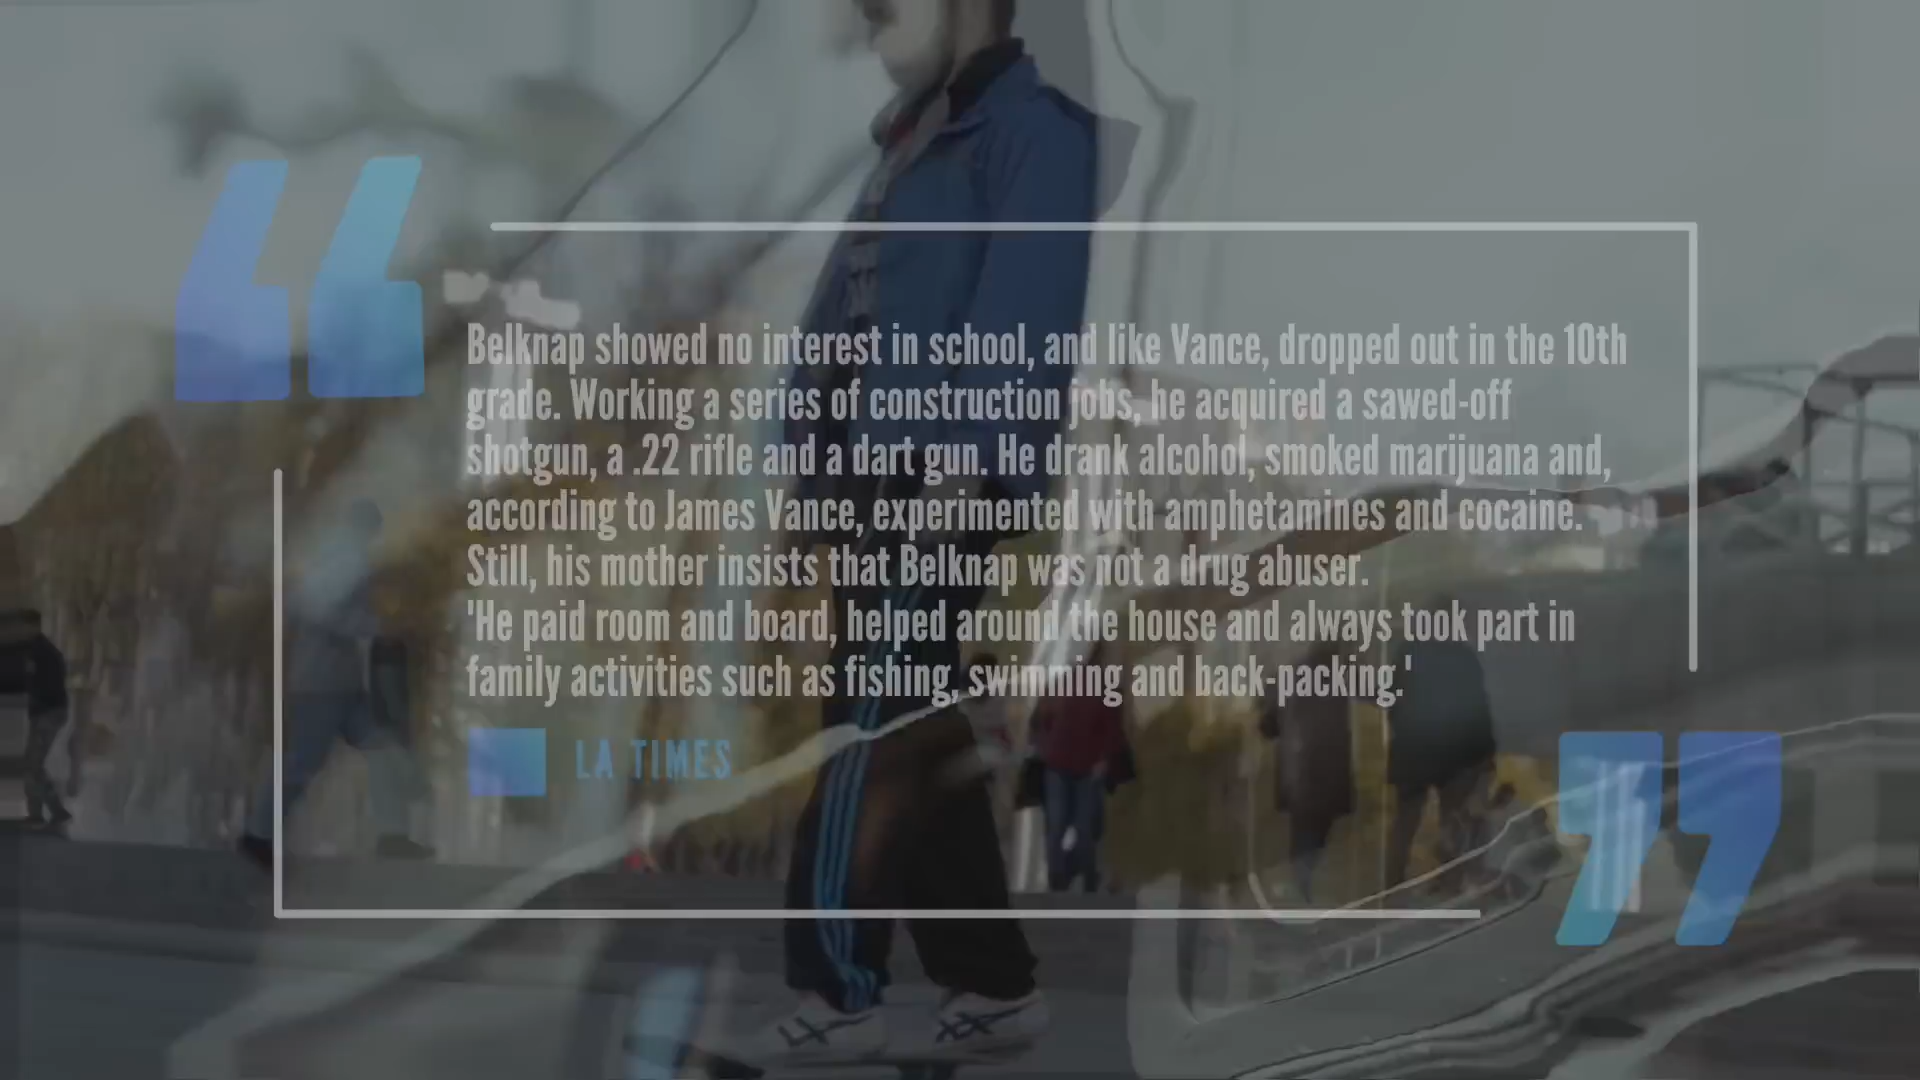 Belknap showed no interest in school, and like Vance, dropped out in the 10th
grade. Working a series of construction jobs, he acquired a sawed-off
shotgun, a .22 rifle and a dart gun. He drank alcohol, smoked marijuana and,
according to James Vance, experimented with amphetamines and cocaine.
Still, his mother insists that Belknap was not a drug abuser.
'He paid room and board, helped around the house and always took part in
family activities such as fishing, swimming and back-packing.'
LA TIMES